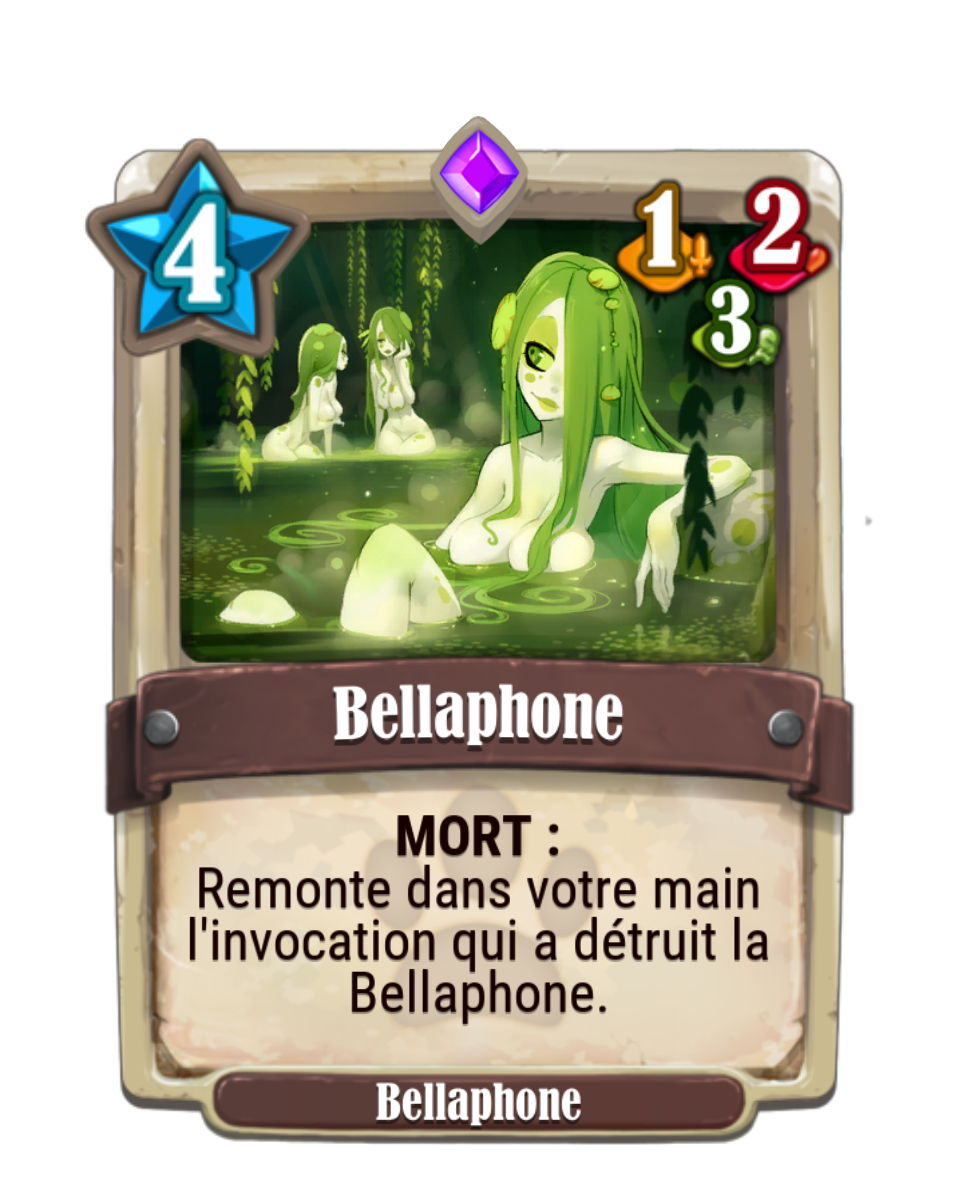 4
1
2
3
Bellaphone
MORT :
Remonte dans votre main
l'invocation qui a détruit la
Bellaphone.
Bellaphone